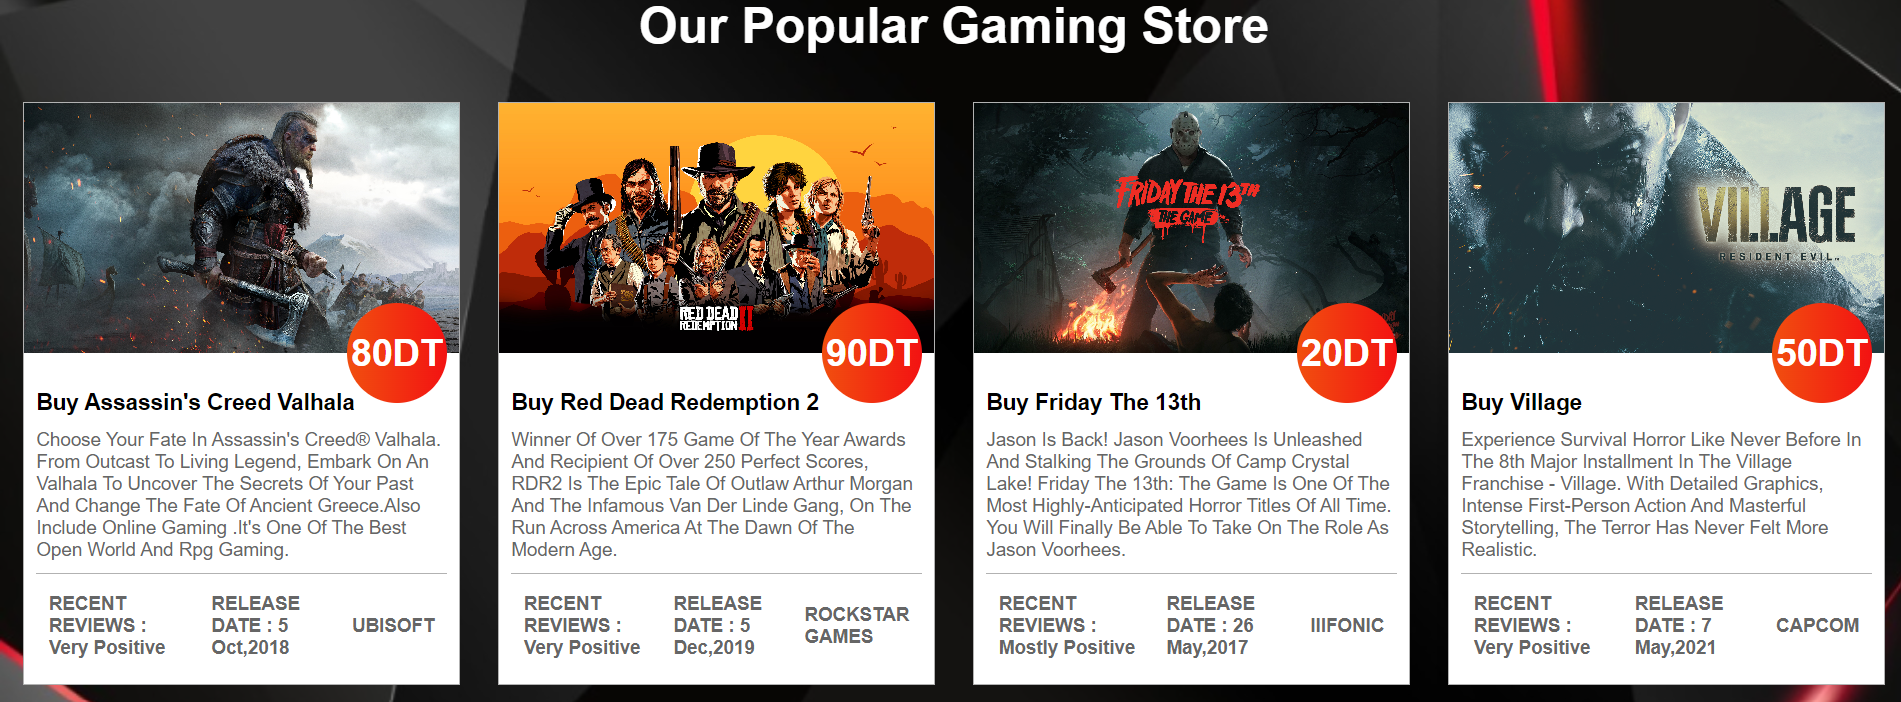 Our Popular Gaming Store
80DT
Buy Assassin's Creed Valhala
Choose Your Fate In Assassin's Creed® Valhala.
From Outcast To Living Legend, Embark On An
Valhala To Uncover The Secrets Of Your Past
And Change The Fate Of Ancient Greece.Also
Include Online Gaming .It's One Of The Best
Open World And Rpg Gaming.
RECENT
REVIEWS :
Very Positive
RELEASE
DATE : 5
Oct,2018
UBISOFT
RED DEAD
REDEMPTION II
90DT
Buy Red Dead Redemption 2
Winner Of Over 175 Game Of The Year Awards
And Recipient Of Over 250 Perfect Scores,
RDR2 Is The Epic Tale Of Outlaw Arthur Morgan
And The Infamous Van Der Linde Gang, On The
Run Across America At The Dawn Of The
Modern Age.
RECENT
REVIEWS :
Very Positive
RELEASE
DATE : 5
Dec,2019
ROCKSTAR
GAMES
FRIDAY THE 13TH
THE GAME
20DT
Buy Friday The 13th
Jason Is Back! Jason Voorhees Is Unleashed
And Stalking The Grounds Of Camp Crystal
Lake! Friday The 13th: The Game Is One Of The
Most Highly-Anticipated Horror Titles Of All Time.
You Will Finally Be Able To Take On The Role As
Jason Voorhees.
RECENT
REVIEWS :
Mostly Positive
RELEASE
DATE : 26
May,2017
IIIFONIC
VILLAGE
RESIDENT EVIL™
50DT
Buy Village
Experience Survival Horror Like Never Before In
The 8th Major Installment In The Village
Franchise - Village. With Detailed Graphics,
Intense First-Person Action And Masterful
Storytelling, The Terror Has Never Felt More
Realistic.
RECENT
REVIEWS :
Very Positive
RELEASE
DATE : 7
May,2021
CAPCOM